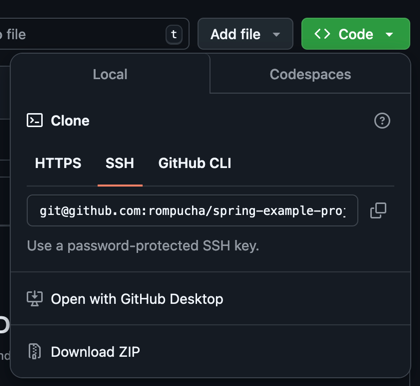 o file
t
Add file
<> Code
Local
Codespaces
Clone
?
HTTPS
SSH
GitHub CLI
git@github.com:rompucha/spring-example-pro
Use a password-protected SSH key.
Open with GitHub Desktop
Download ZIP
D
nd